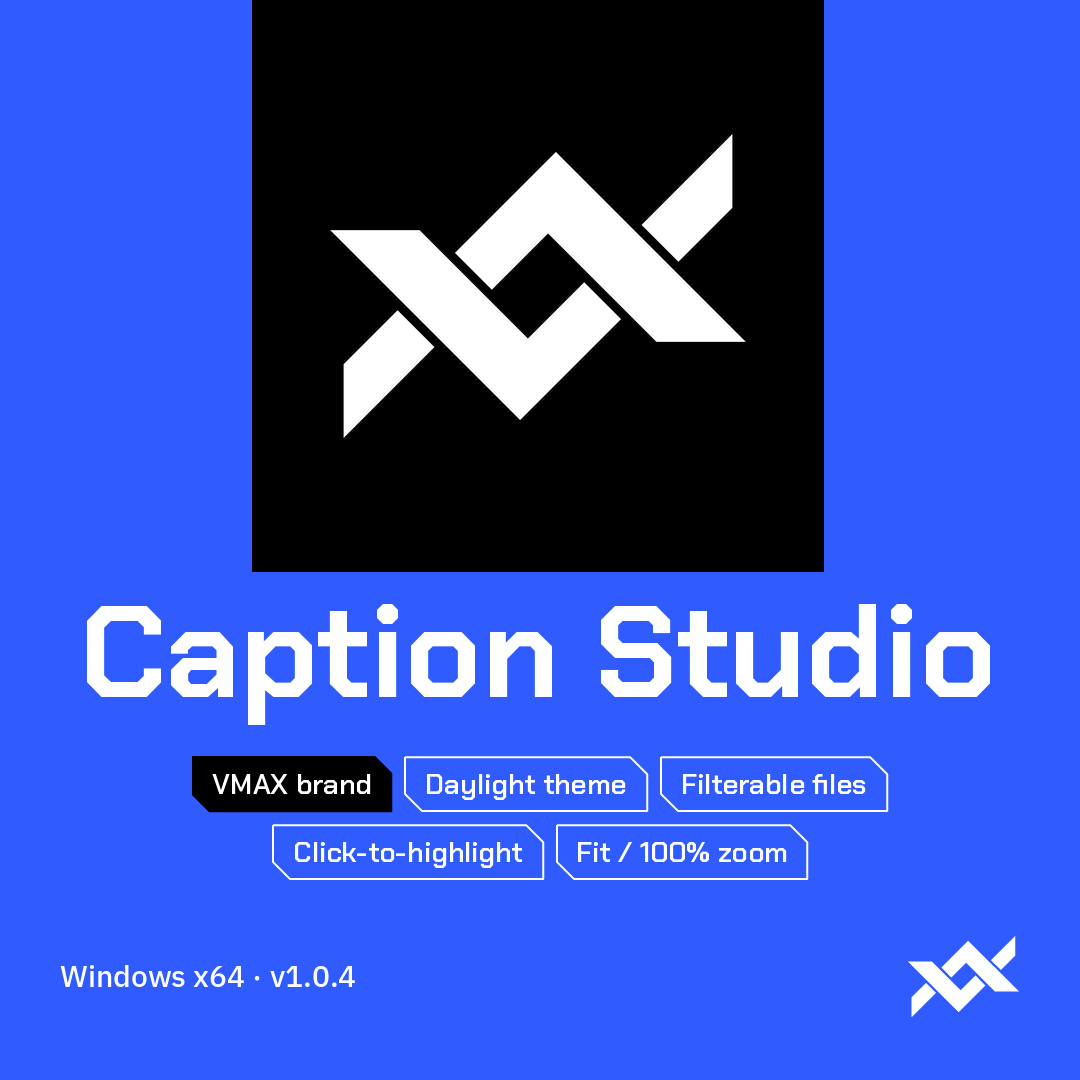 Caption Studio
VMAX brand
Daylight theme
Filterable files
Click-to-highlight
Fit / 100% zoom
Windows x64 · v1.0.4